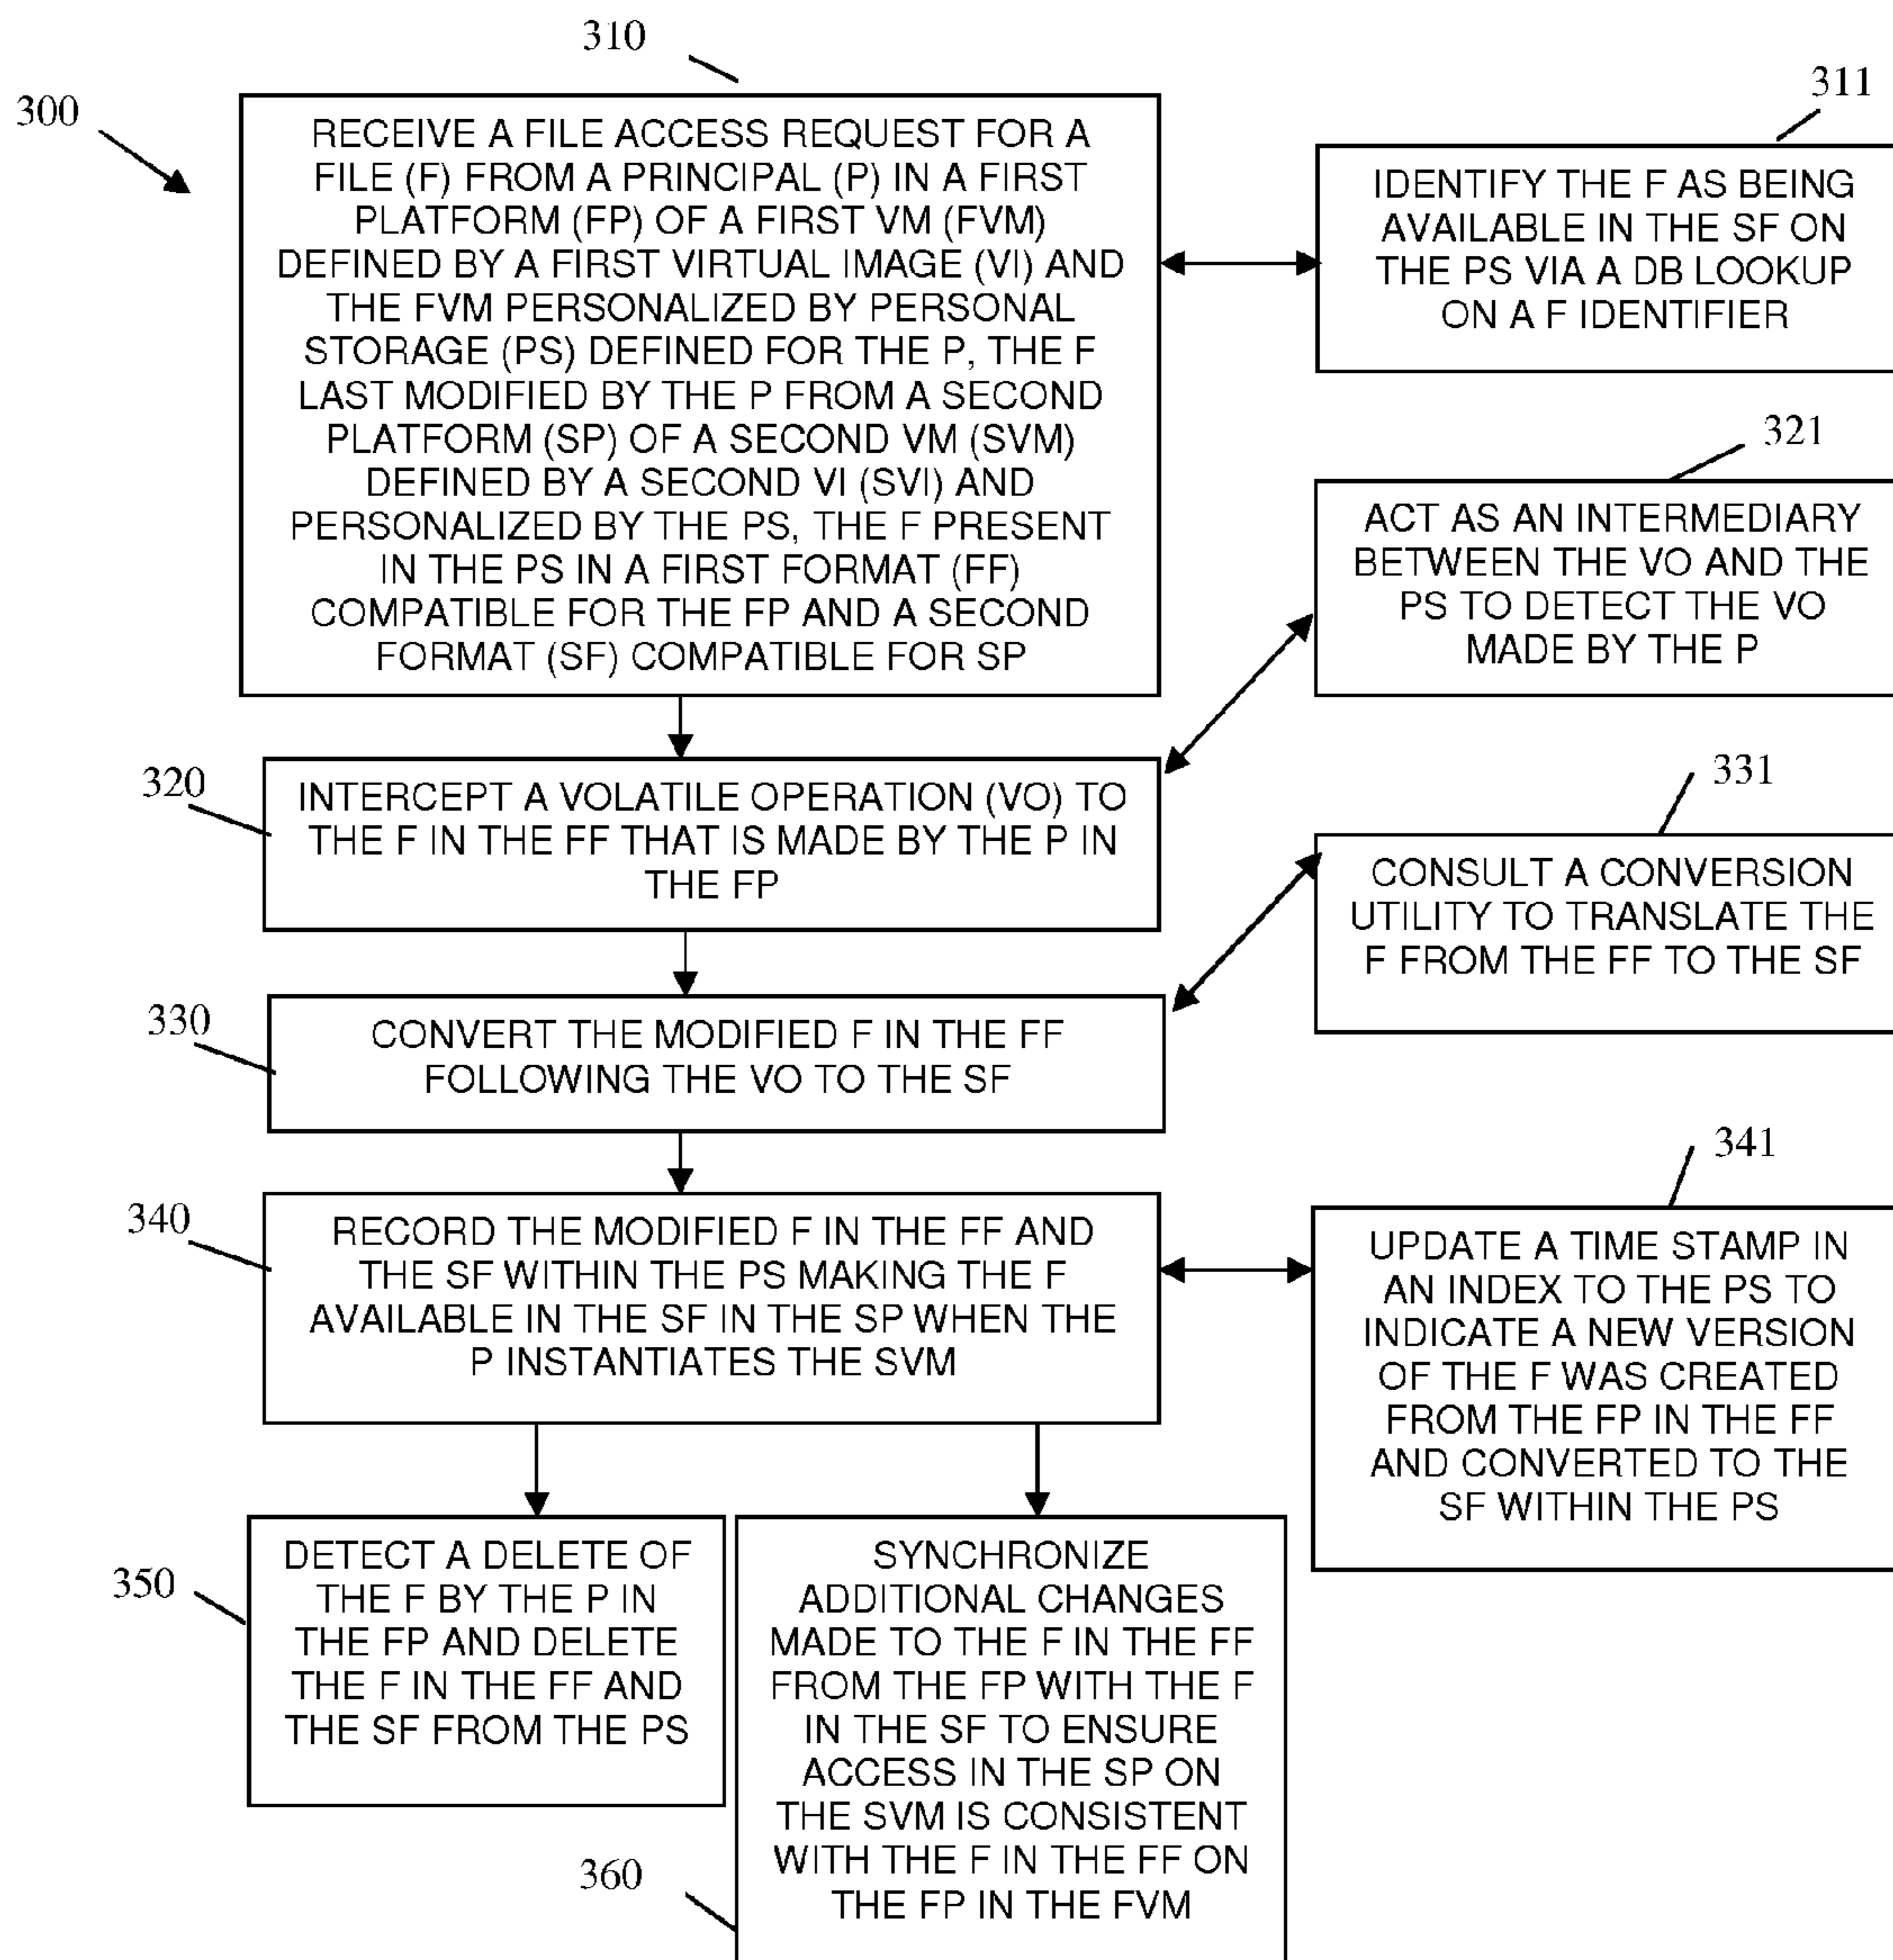 310
300
RECEIVE A FILE ACCESS REQUEST FOR A
FILE (F) FROM A PRINCIPAL (P) IN A FIRST
PLATFORM (FP) OF A FIRST VM (FVM)
DEFINED BY A FIRST VIRTUAL IMAGE (VI) AND
THE FVM PERSONALIZED BY PERSONAL
STORAGE (PS) DEFINED FOR THE P, THE F
LAST MODIFIED BY THE P FROM A SECOND
PLATFORM (SP) OF A SECOND VM (SVM)
DEFINED BY A SECOND VI (SVI) AND
PERSONALIZED BY THE PS, THE F PRESENT
IN THE PS IN A FIRST FORMAT (FF)
COMPATIBLE FOR THE FP AND A SECOND
FORMAT (SF) COMPATIBLE FOR SP
311
IDENTIFY THE F AS BEING
AVAILABLE IN THE SF ON
THE PS VIA A DB LOOKUP
ON A F IDENTIFIER
321
ACT AS AN INTERMEDIARY
BETWEEN THE VO AND THE
PS TO DETECT THE VO
MADE BY THE P
320
INTERCEPT A VOLATILE OPERATION (VO) TO
THE F IN THE FF THAT IS MADE BY THE P IN
THE FP
331
CONSULT A CONVERSION
UTILITY TO TRANSLATE THE
F FROM THE FF TO THE SF
330
CONVERT THE MODIFIED F IN THE FF
FOLLOWING THE VO TO THE SF
340
RECORD THE MODIFIED F IN THE FF AND
THE SF WITHIN THE PS MAKING THE F
AVAILABLE IN THE SF IN THE SP WHEN THE
P INSTANTIATES THE SVM
341
UPDATE A TIME STAMP IN
AN INDEX TO THE PS TO
INDICATE A NEW VERSION
OF THE F WAS CREATED
FROM THE FP IN THE FF
AND CONVERTED TO THE
SF WITHIN THE PS
350
DETECT A DELETE OF
THE F BY THE P IN
THE FP AND DELETE
THE F IN THE FF AND
THE SF FROM THE PS
360
SYNCHRONIZE
ADDITIONAL CHANGES
MADE TO THE F IN THE FF
FROM THE FP WITH THE F
IN THE SF TO ENSURE
ACCESS IN THE SP ON
THE SVM IS CONSISTENT
WITH THE F IN THE FF ON
THE FP IN THE FVM